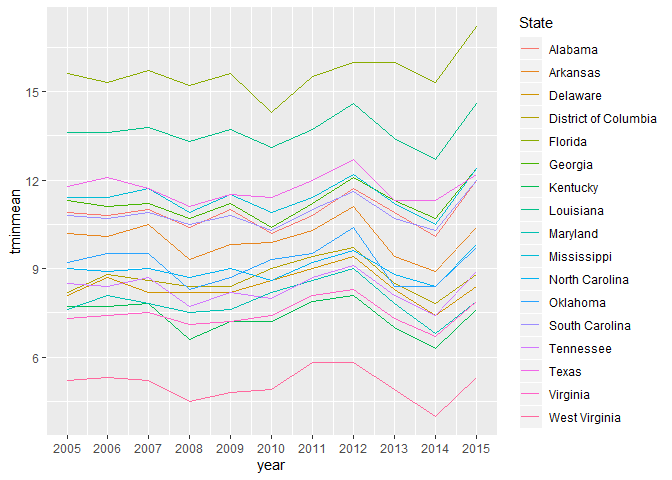 State
Alabama
Arkansas
Delaware
District of Columbia
Florida
Georgia
Kentucky
Louisiana
Maryland
Mississippi
North Carolina
Oklahoma
South Carolina
Tennessee
Texas
Virginia
West Virginia
tminmean
15
12
9
6
2005 2006 2007 2008 2009 2010 2011 2012 2013 2014 2015
year